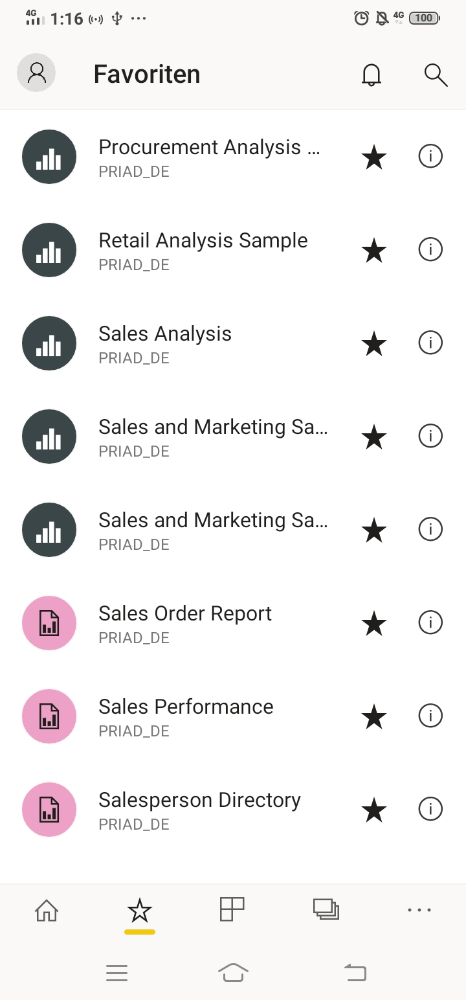 4G 1:16 4G 100
Favoriten
Procurement Analysis ...
PRIAD_DE
Retail Analysis Sample
PRIAD_DE
Sales Analysis
PRIAD_DE
Sales and Marketing Sa...
PRIAD_DE
Sales and Marketing Sa...
PRIAD_DE
Sales Order Report
PRIAD_DE
Sales Performance
PRIAD_DE
Salesperson Directory
PRIAD_DE